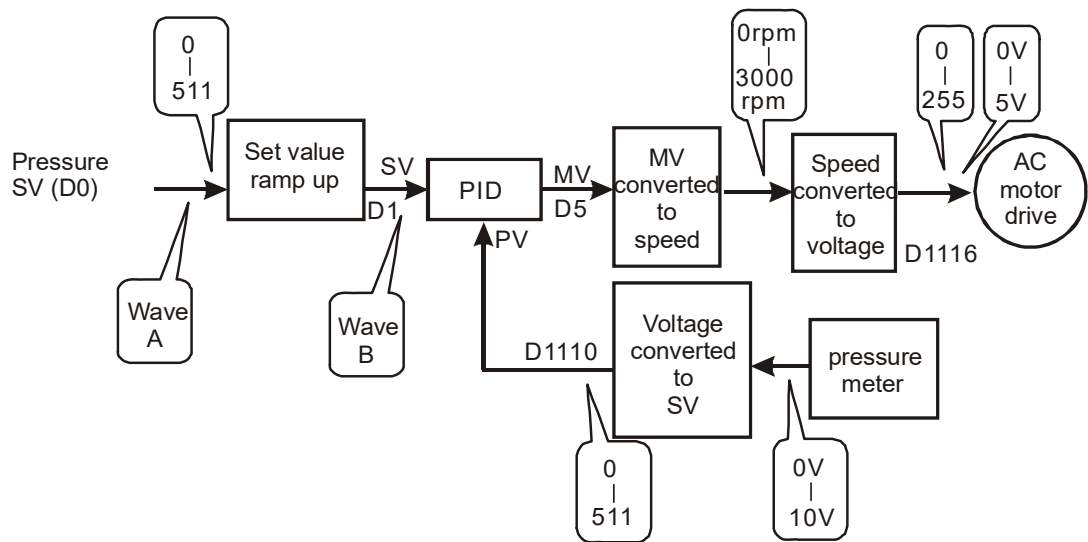 0
|
511
0rpm
|
3000
rpm
0
|
255
0V
|
5V
Pressure
SV (D0)
Set value
ramp up
SV
D1
PID
MV
D5
MV
converted
to
speed
Speed
converted
to
voltage
D1116
AC
motor
drive
PV
Wave
A
Wave
B
D1110
Voltage
converted
to
SV
pressure
meter
0
|
511
0V
|
10V